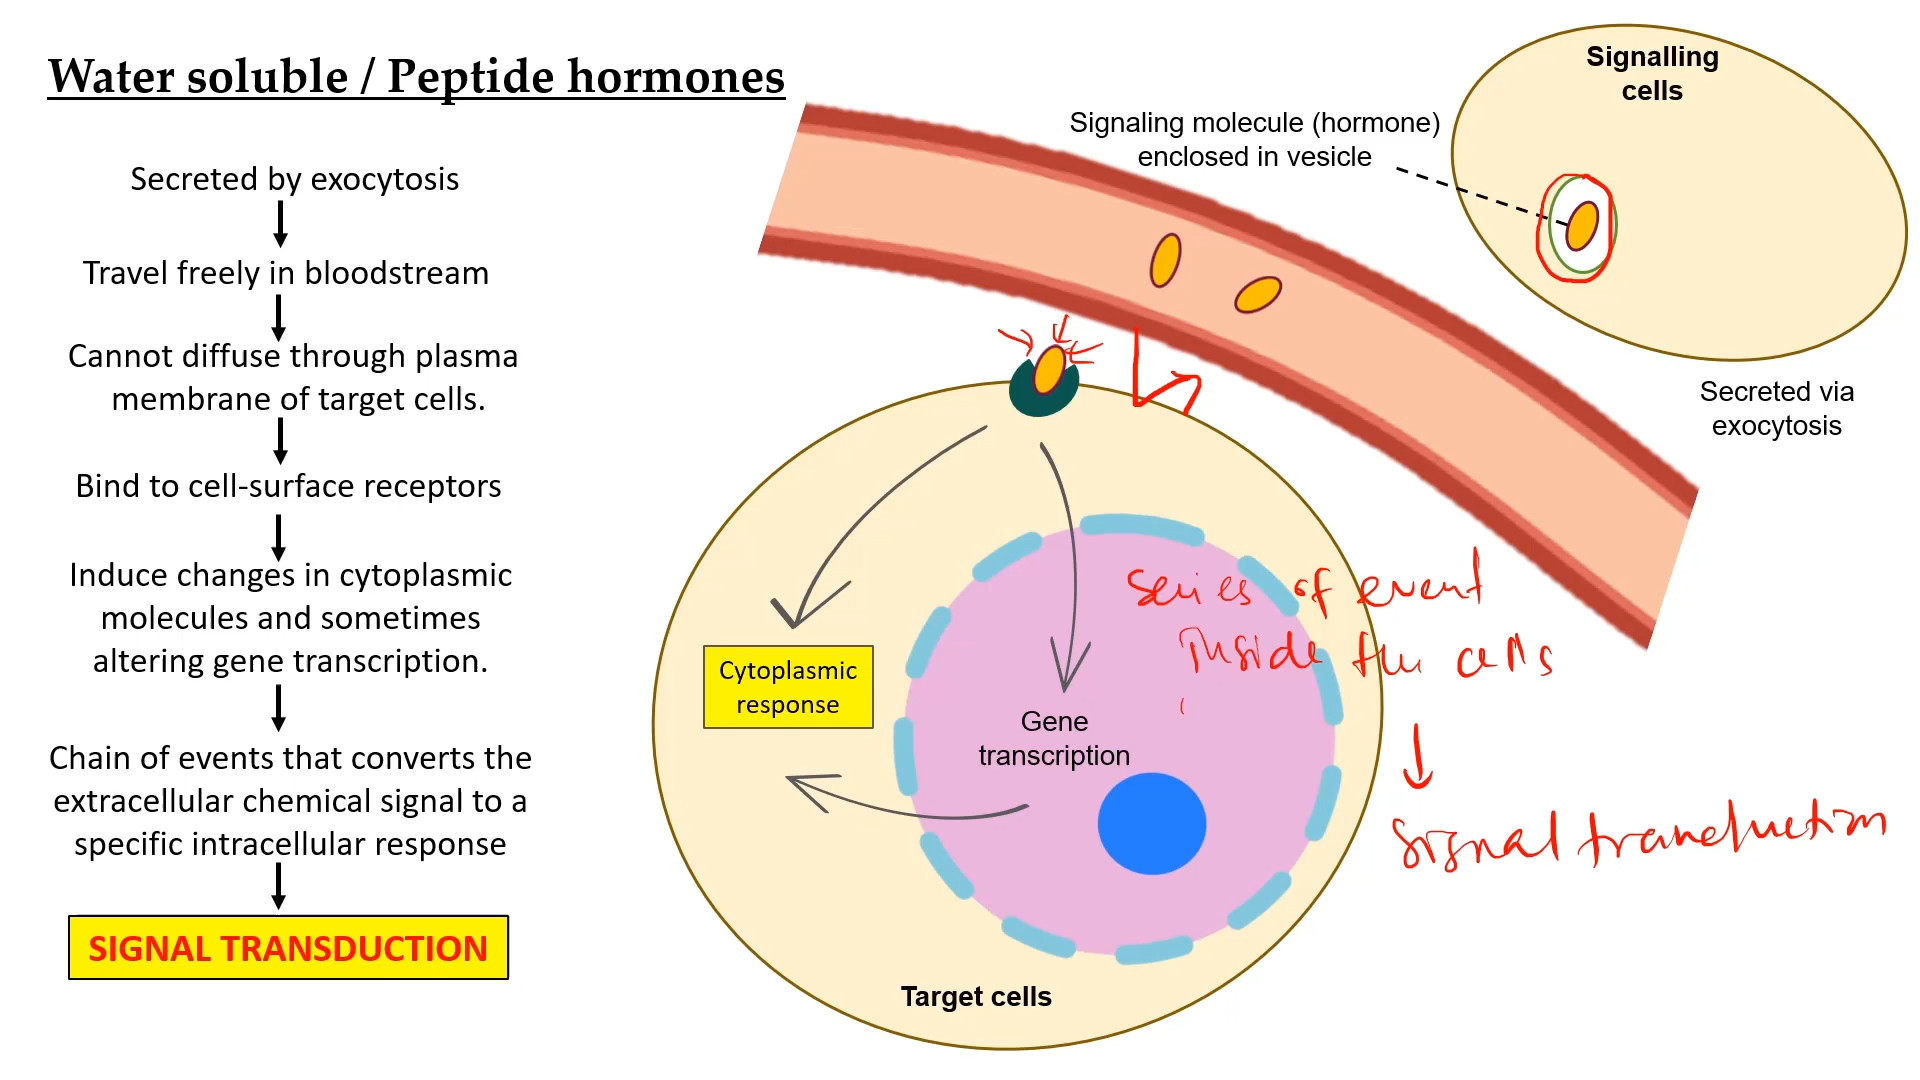 Water soluble / Peptide hormones
Secreted by exocytosis
Travel freely in bloodstream
Cannot diffuse through plasma
membrane of target cells.
Bind to cell-surface receptors
Induce changes in cytoplasmic
molecules and sometimes
altering gene transcription.
Chain of events that converts the
extracellular chemical signal to a
specific intracellular response
SIGNAL TRANSDUCTION
Signaling molecule (hormone)
enclosed in vesicle
Signalling
cells
Secreted via
exocytosis
Cytoplasmic
response
Gene
transcription
Target cells
Series of event
Inside the cells
Signal transduction